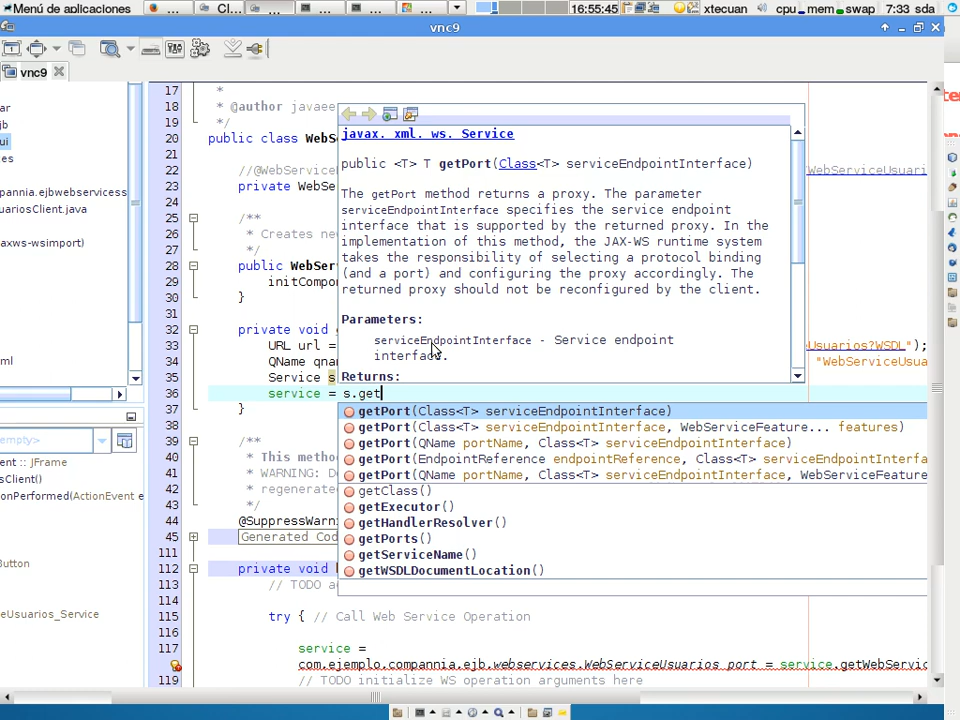 Menú de aplicaciones
...
Cl...
...
...
...
...
16:55:45
xtecuan
cpu
mem
swap
7:33 sda
vnc9
vnc9
17 *
18 * @author javaee
19 */
20 public class WebS
21
22 //@WebServic
/WebServiceUsuari
23 private WebSe
24
25 /**
26 * Creates ne
27 */
28 public WebSer
29 initCompo
30 }
31
32 private void
33 URL url =
Usuarios?WSDL");
34 QName qna
"WebServiceUsua
35 Service s
36 service = s.get
37 }
38
39 /**
40 * This metho
41 * WARNING: D
42 * regenerate
43 */
44 @SuppressWarn
45 Generated Cod
111
112 private void
113 // TODO a
114
115 try { // Call Web Service Operation
116
117 service =
com.ejemplo.compannia.ejb.webservices.WebServiceUsuarios port = service.getWebServic
119 // TODO initialize WS operation arguments here
javax. xml. ws. Service
public <T> T getPort(Class<T> serviceEndpointInterface)
The getPort method returns a proxy. The parameter
serviceEndpointInterface specifies the service endpoint
interface that is supported by the returned proxy. In the
implementation of this method, the JAX-WS runtime system
takes the responsibility of selecting a protocol binding
(and a port) and configuring the proxy accordingly. The
returned proxy should not be reconfigured by the client.
Parameters:
serviceEndpointInterface - Service endpoint
interface.
Returns:
getPort(Class<T> serviceEndpointInterface)
getPort(Class<T> serviceEndpointInterface, WebServiceFeature... features)
getPort(QName portName, Class<T> serviceEndpointInterface)
getPort(EndpointReference endpointReference, Class<T> serviceEndpointInterfa
getPort(QName portName, Class<T> serviceEndpointInterface, WebServiceFeature
getClass()
getExecutor()
getHandlerResolver()
getPorts()
getServiceName()
getWSDLDocumentLocation()
ar
jb
ui
es
compannia.ejbwebservicess
uariosClient.java
axws-wsimport)
ml
empty>
ent :: JFrame
sClient()
onPerformed(ActionEvent e
Button
eUsuarios_Service